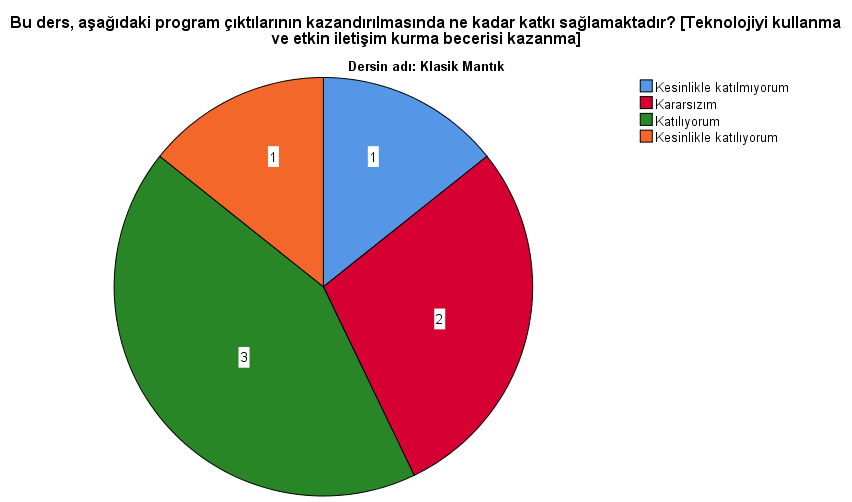 Bu ders, aşağıdaki program çıktılarının kazandırılmasında ne kadar katkı sağlamaktadır? [Teknolojiyi kullanma
ve etkin iletişim kurma becerisi kazanma]
Dersin adı: Klasik Mantık
Kesinlikle katılmıyorum
Kararsızım
Katılıyorum
Kesinlikle katılıyorum
1
1
2
3